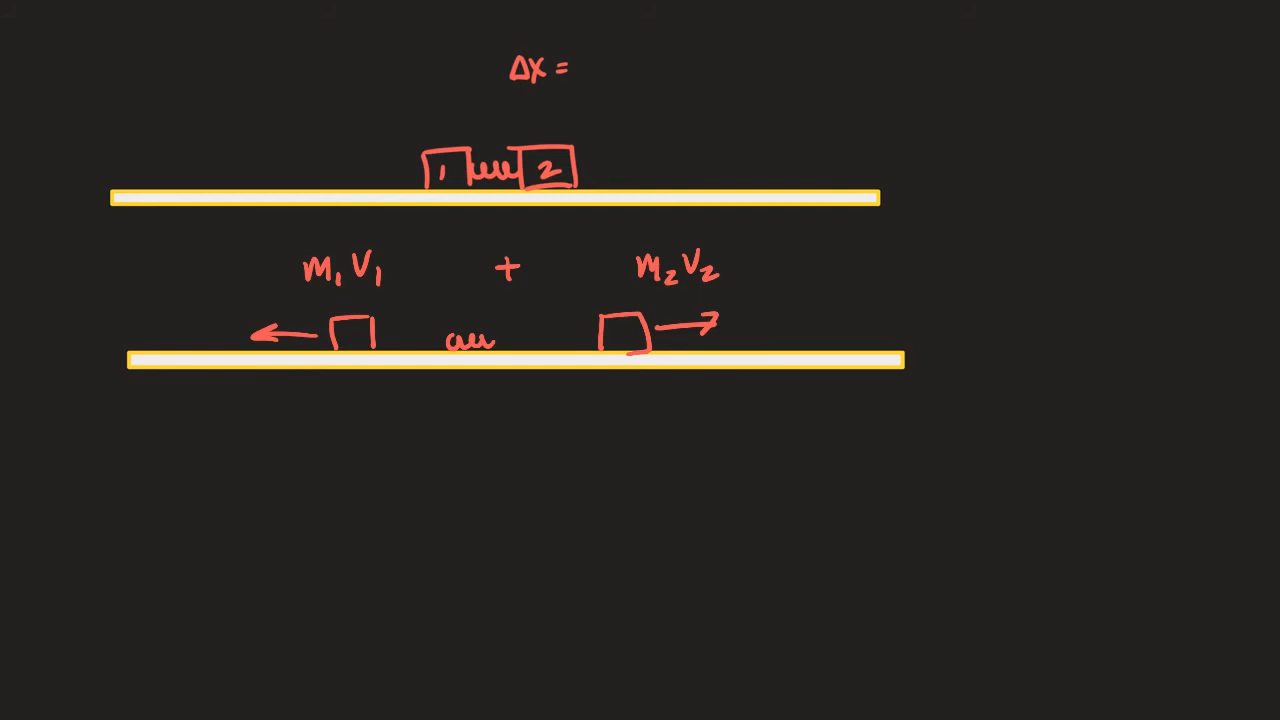 Δx =
1 2
m₁v₁ + m₂v₂